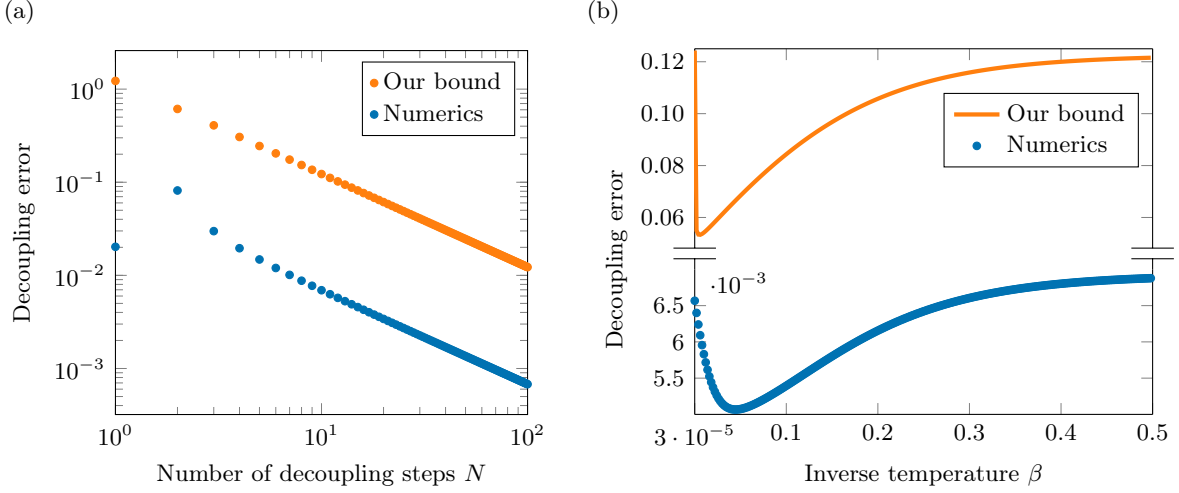 (a)
Decoupling error
10^0
10^{-1}
10^{-2}
10^{-3}
Our bound
Numerics
10^0
10^1
10^2
Number of decoupling steps N
(b)
Decoupling error
0.12
0.10
0.08
0.06
Our bound
Numerics
·10^{-3}
6.5
6
5.5
3 · 10^{-5}
0.1
0.2
0.3
0.4
0.5
Inverse temperature β